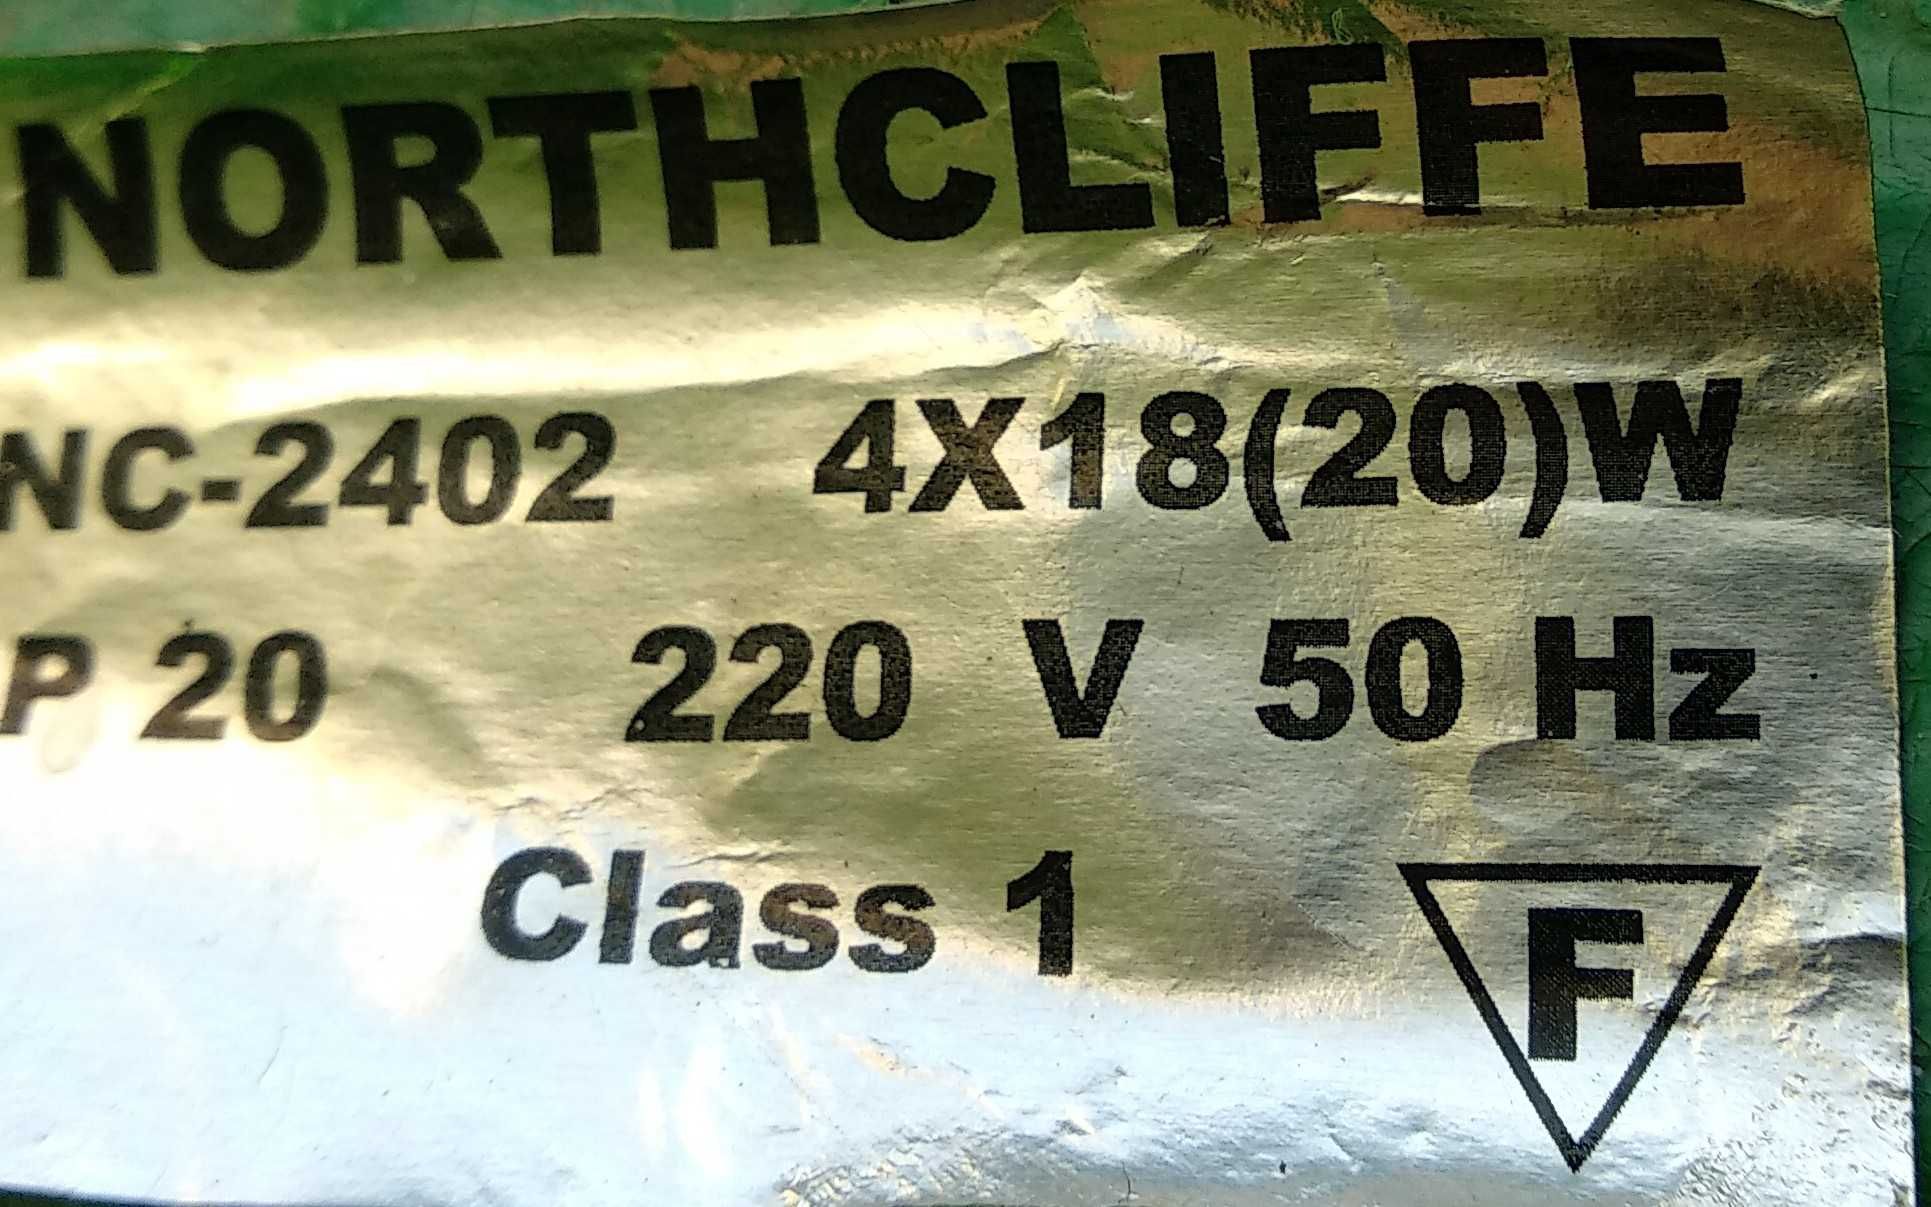 NORTHCLIFFE
NC-2402 4X18(20)W
P 20 220 V 50 Hz
Class 1
F